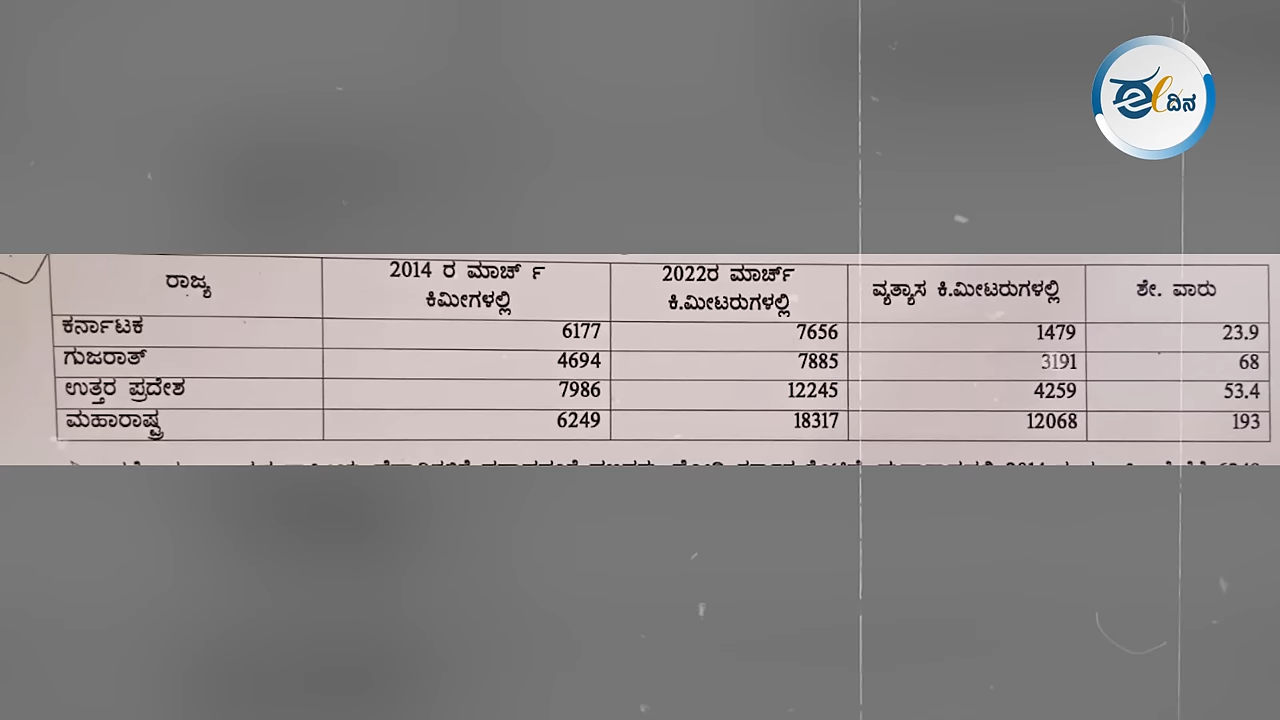 ಈ ದಿನ
ರಾಜ್ಯ 2014 ರ ಮಾರ್ಚ್ ರ್ ಕಿಮೀಗಳಲ್ಲಿ 2022ರ ಮಾರ್ಚ್ ಕಿ.ಮೀಟರುಗಳಲ್ಲಿ ವ್ಯತ್ಯಾಸ ಕಿ.ಮೀಟರುಗಳಲ್ಲಿ ಶೇ. ವಾರು
ಕರ್ನಾಟಕ 6177 7656 1479 23.9
ಗುಜರಾತ್ 4694 7885 3191 68
ಉತ್ತರ ಪ್ರದೇಶ 7986 12245 4259 53.4
ಮಹಾರಾಷ್ಟ್ರ 6249 18317 12068 193